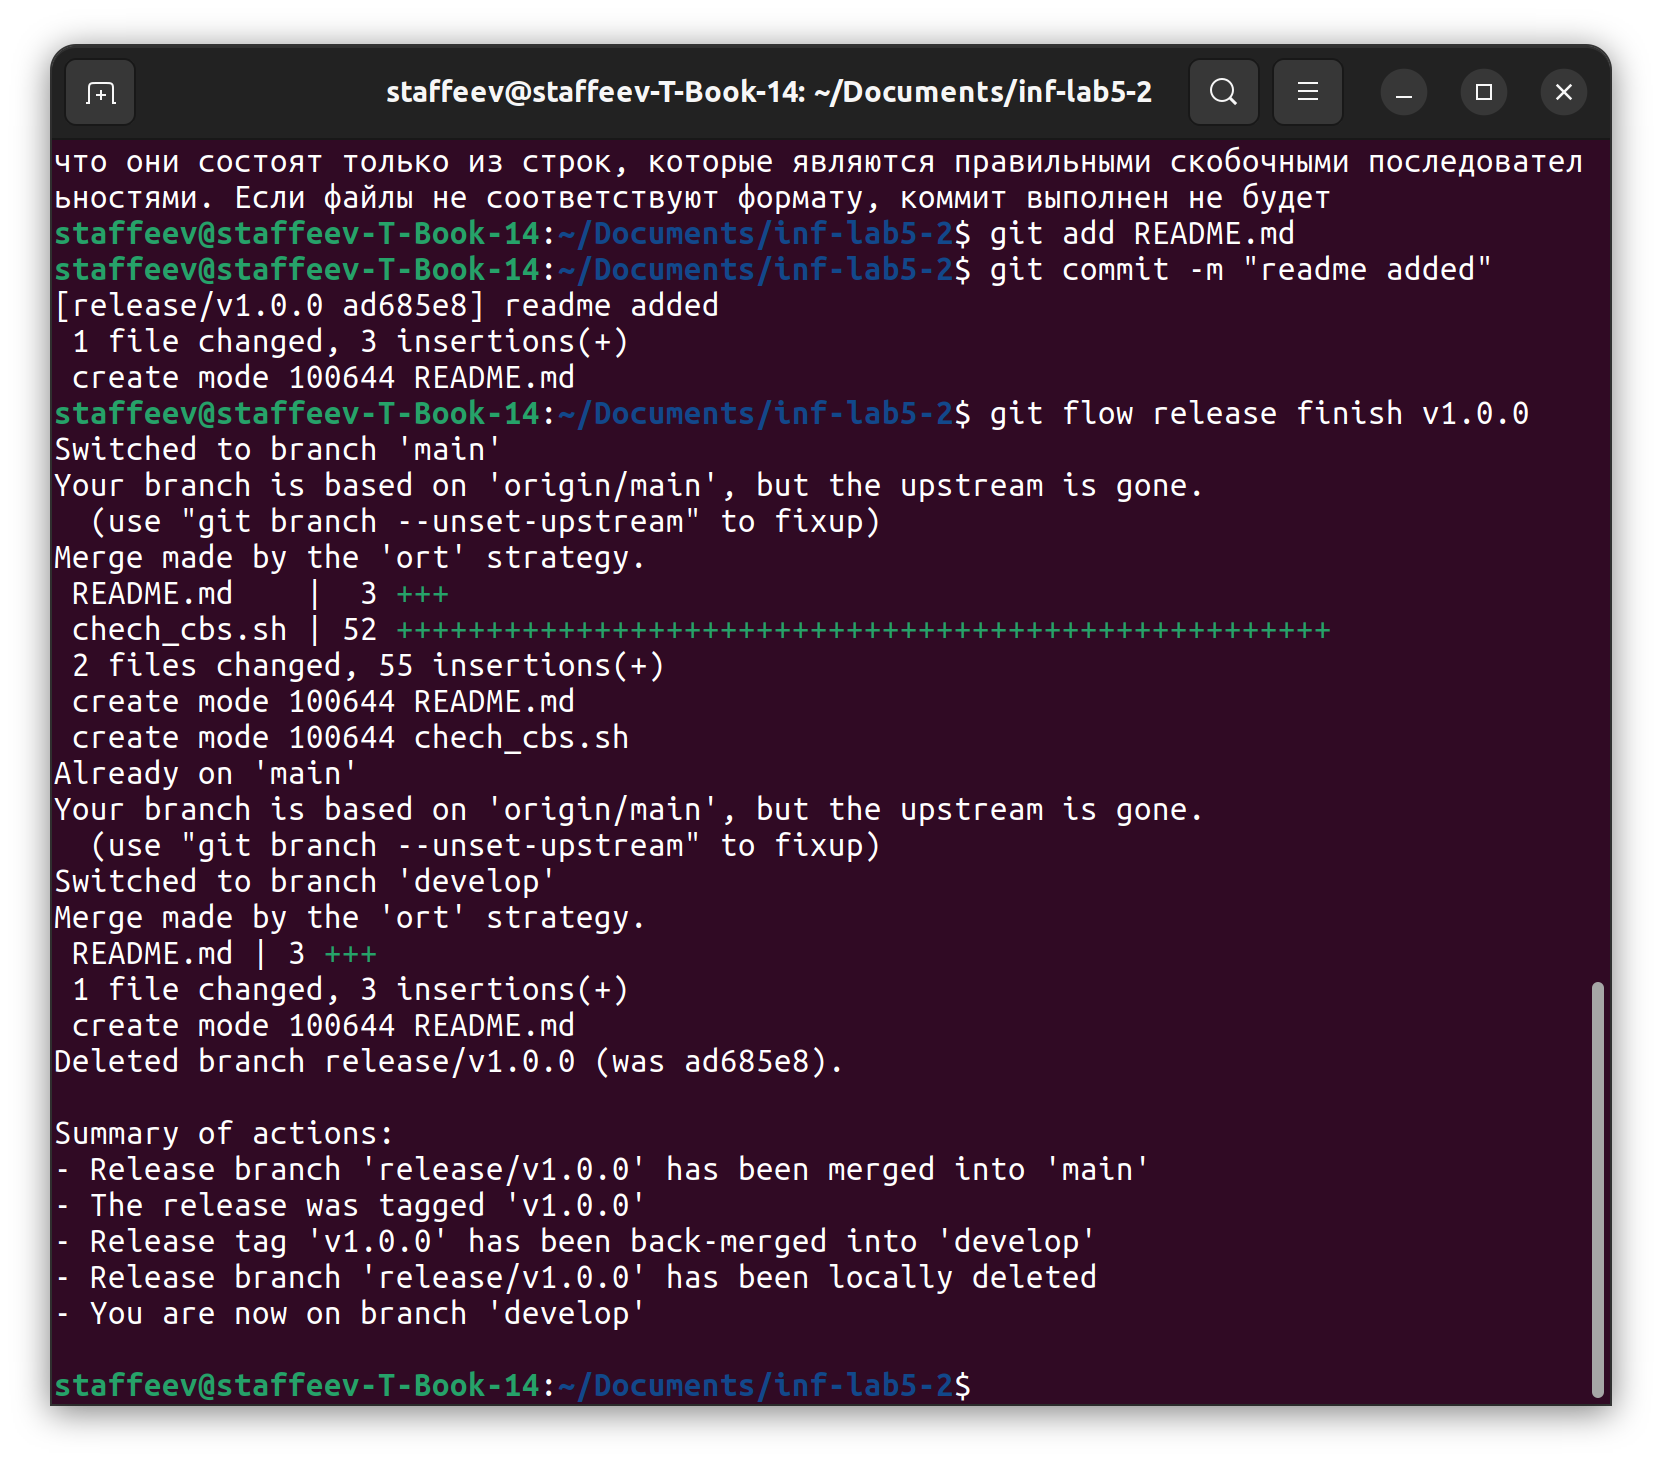 staffeev@staffeev-T-Book-14: ~/Documents/inf-lab5-2
что они состоят только из строк, которые являются правильными скобочными последовател
ьностями. Если файлы не соответствуют формату, коммит выполнен не будет
staffeev@staffeev-T-Book-14:~/Documents/inf-lab5-2$ git add README.md
staffeev@staffeev-T-Book-14:~/Documents/inf-lab5-2$ git commit -m "readme added"
[release/v1.0.0 ad685e8] readme added
 1 file changed, 3 insertions(+)
 create mode 100644 README.md
staffeev@staffeev-T-Book-14:~/Documents/inf-lab5-2$ git flow release finish v1.0.0
Switched to branch 'main'
Your branch is based on 'origin/main', but the upstream is gone.
  (use "git branch --unset-upstream" to fixup)
Merge made by the 'ort' strategy.
 README.md    |  3 +++
 chech_cbs.sh | 52 ++++++++++++++++++++++++++++++++++++++++++++++++++++
 2 files changed, 55 insertions(+)
 create mode 100644 README.md
 create mode 100644 chech_cbs.sh
Already on 'main'
Your branch is based on 'origin/main', but the upstream is gone.
  (use "git branch --unset-upstream" to fixup)
Switched to branch 'develop'
Merge made by the 'ort' strategy.
 README.md | 3 +++
 1 file changed, 3 insertions(+)
 create mode 100644 README.md
Deleted branch release/v1.0.0 (was ad685e8).
Summary of actions:
- Release branch 'release/v1.0.0' has been merged into 'main'
- The release was tagged 'v1.0.0'
- Release tag 'v1.0.0' has been back-merged into 'develop'
- Release branch 'release/v1.0.0' has been locally deleted
- You are now on branch 'develop'
staffeev@staffeev-T-Book-14:~/Documents/inf-lab5-2$